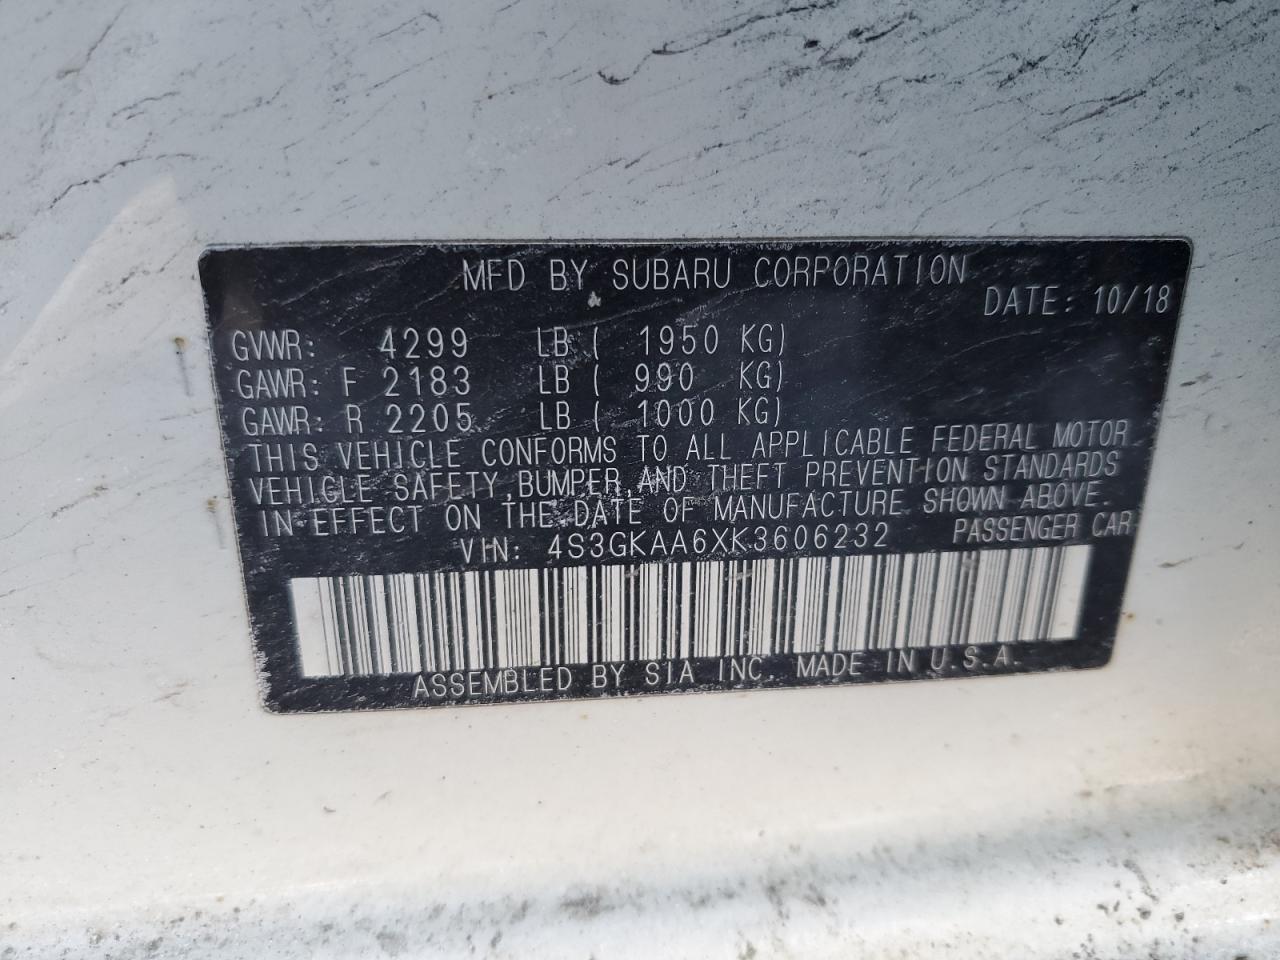 MFD BY SUBARU CORPORATION
DATE: 10/18
GVWR: 4299 LB ( 1950 KG)
GAWR: F 2183 LB ( 990 KG)
GAWR: R 2205 LB ( 1000 KG)
THIS VEHICLE CONFORMS TO ALL APPLICABLE FEDERAL MOTOR
VEHICLE SAFETY, BUMPER, AND THEFT PREVENTION STANDARDS
IN EFFECT ON THE DATE OF MANUFACTURE SHOWN ABOVE.
VIN: 4S3GKAA6XK3606232 PASSENGER CAR
ASSEMBLED BY SIA INC. MADE IN U.S.A.